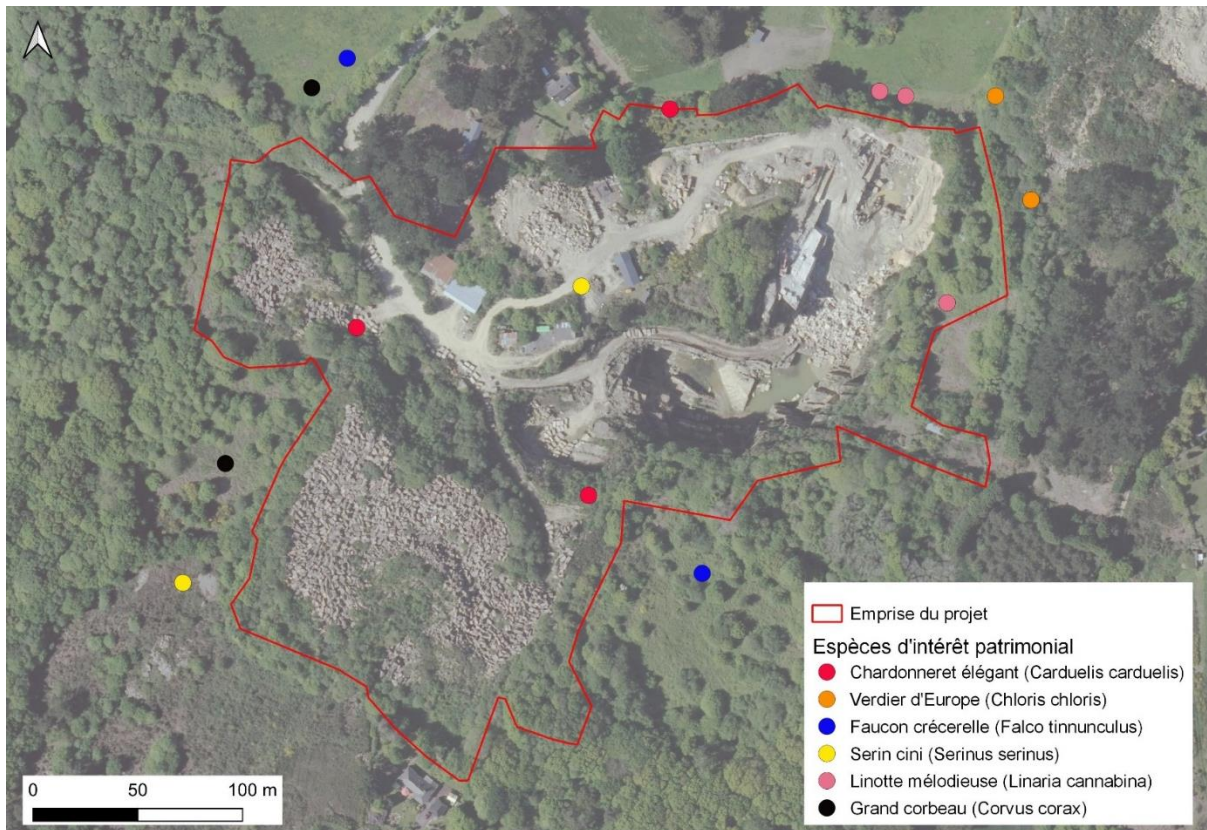 Emprise du projet
Espèces d'intérêt patrimonial
Chardonneret élégant (Carduelis carduelis)
Verdier d'Europe (Chloris chloris)
Faucon crécerelle (Falco tinnunculus)
Serin cini (Serinus serinus)
Linotte mélodieuse (Linaria cannabina)
Grand corbeau (Corvus corax)
0 50 100 m